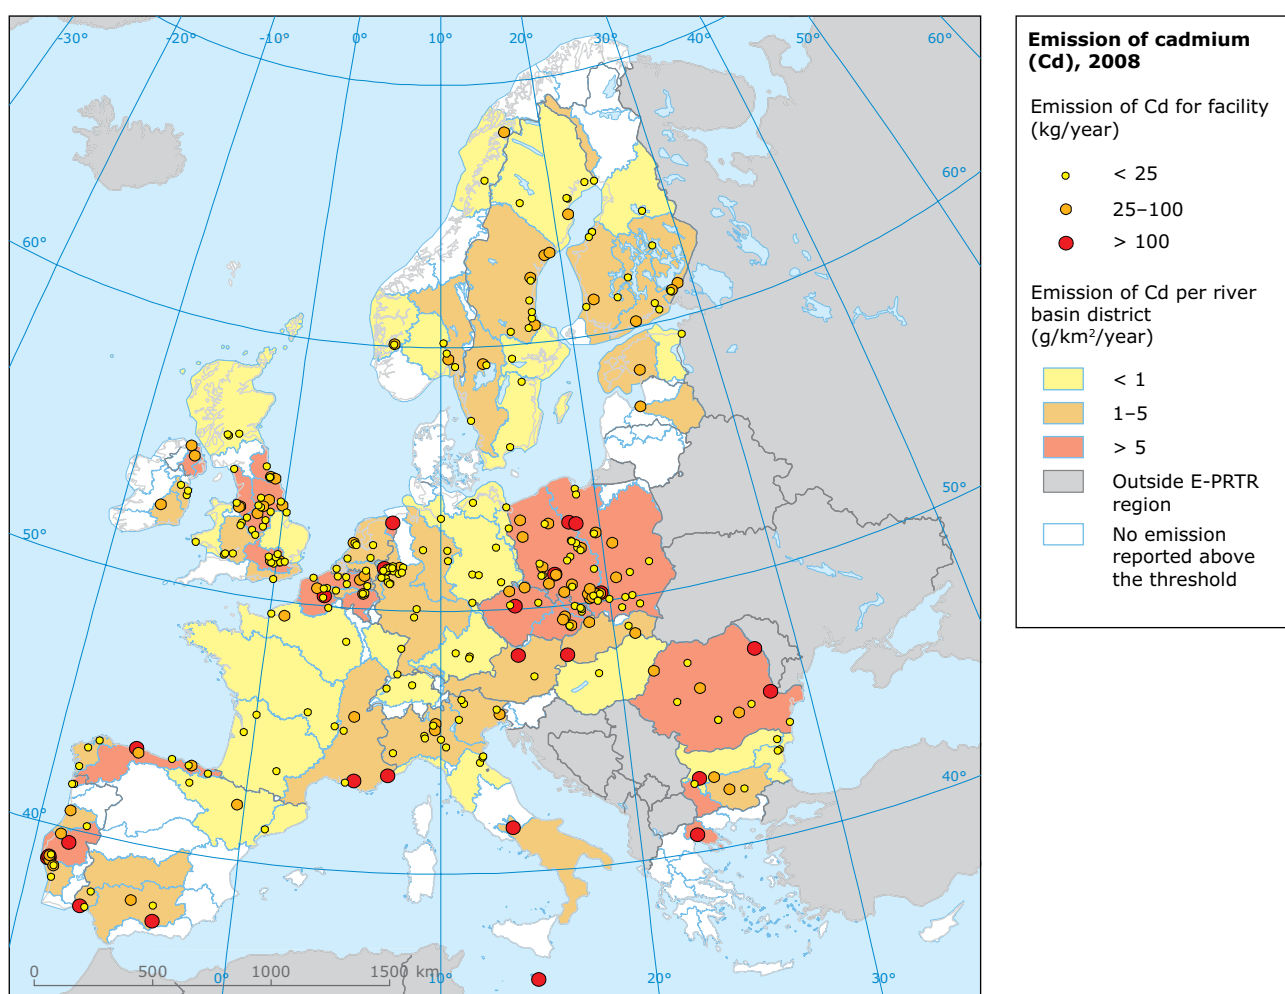 -30°
-20°
-10°
0°
10°
20°
30°
40°
50°
60°
60°
60°
50°
50°
40°
40°
0
500
1000
1500 km
0°
10°
20°
30°
Emission of cadmium
(Cd), 2008
Emission of Cd for facility
(kg/year)
< 25
25–100
> 100
Emission of Cd per river
basin district
(g/km²/year)
< 1
1–5
> 5
Outside E-PRTR
region
No emission
reported above
the threshold